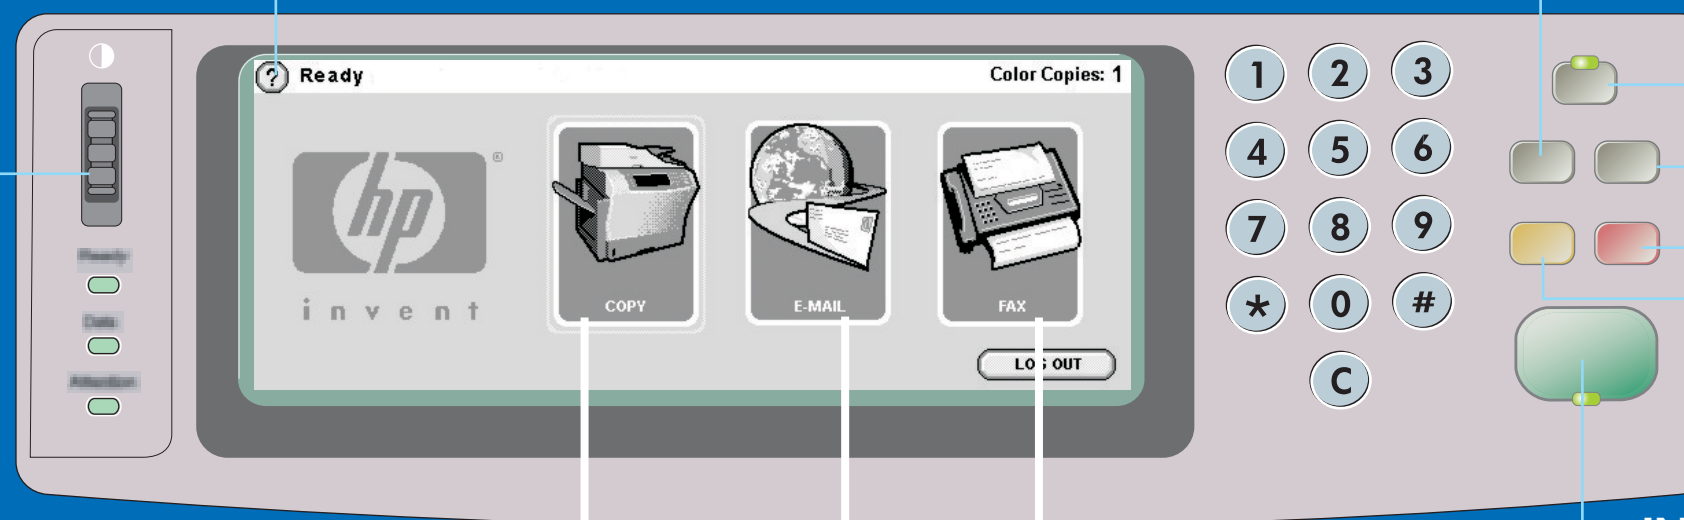 ? Ready
Color Copies: 1
hp ®
invent
COPY
E-MAIL
FAX
LOG OUT
1 2 3
4 5 6
7 8 9
* 0 #
C